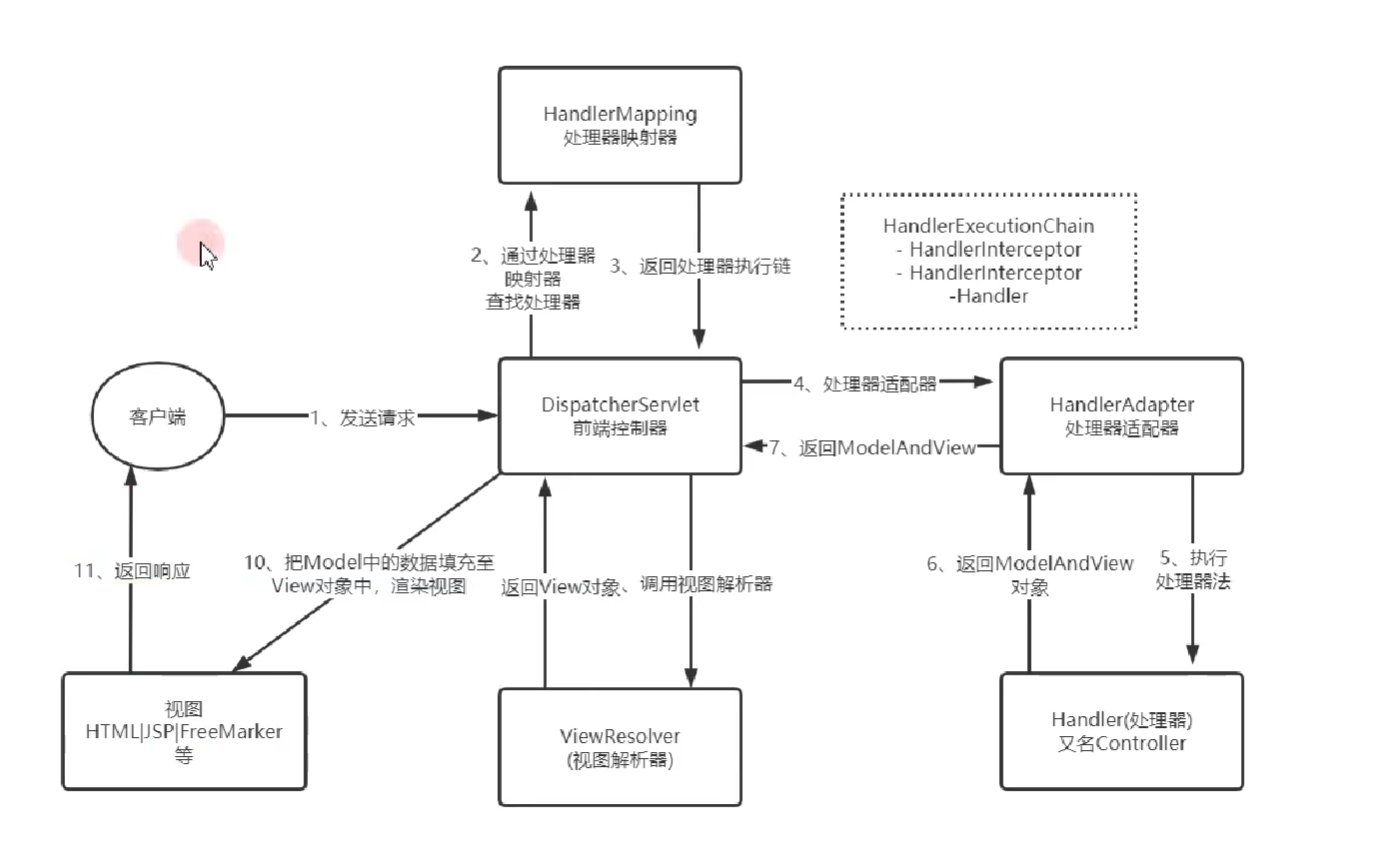 HandlerMapping
处理器映射器
HandlerExecutionChain
- HandlerInterceptor
- HandlerInterceptor
-Handler
2、通过处理器
映射器
查找处理器
3、返回处理器执行链
客户端
1、发送请求
DispatcherServlet
前端控制器
4、处理器适配器
7、返回ModelAndView
HandlerAdapter
处理器适配器
11、返回响应
10、把Model中的数据填充至
View对象中，渲染视图
返回View对象、
调用视图解析器
6、返回ModelAndView
对象
5、执行
处理器法
视图
HTML|JSP|FreeMarker
等
ViewResolver
(视图解析器)
Handler(处理器)
又名Controller